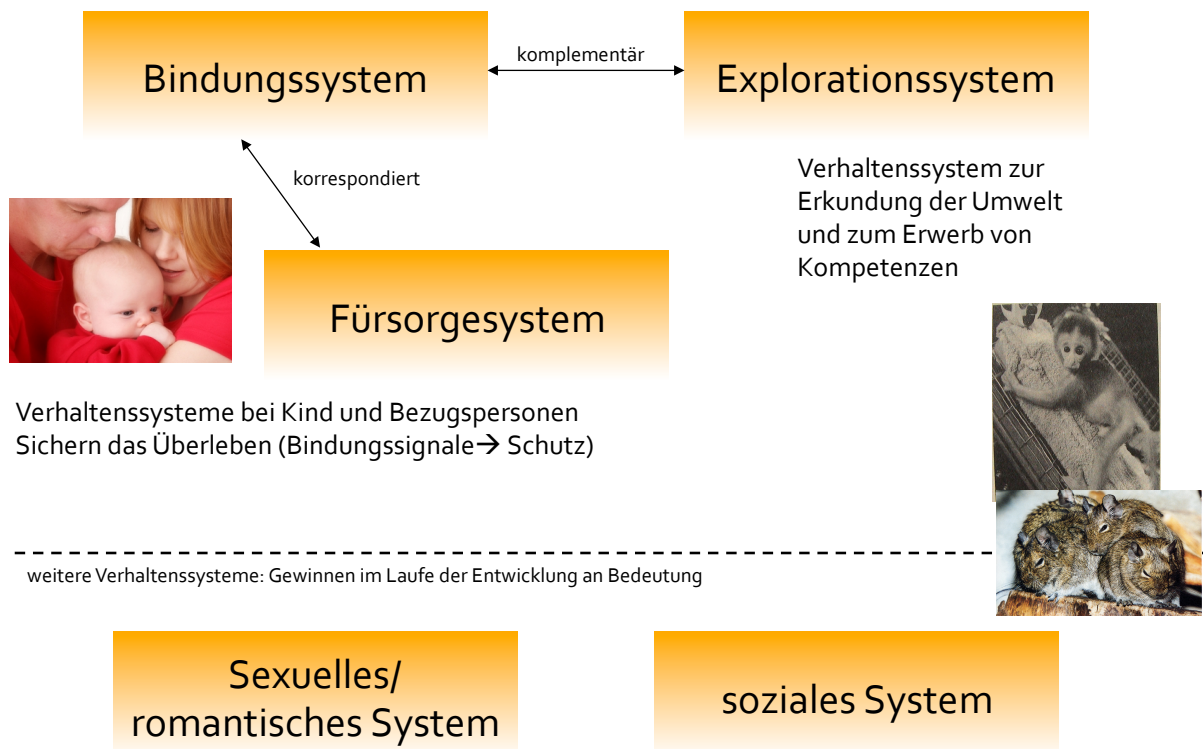 Bindungssystem
komplementär
Explorationssystem
korrespondiert
Verhaltenssystem zur
Erkundung der Umwelt
und zum Erwerb von
Kompetenzen
Fürsorgesystem
Verhaltenssysteme bei Kind und Bezugspersonen
Sichern das Überleben (Bindungssignale→ Schutz)
weitere Verhaltenssysteme: Gewinnen im Laufe der Entwicklung an Bedeutung
Sexuelles/
romantisches System
soziales System